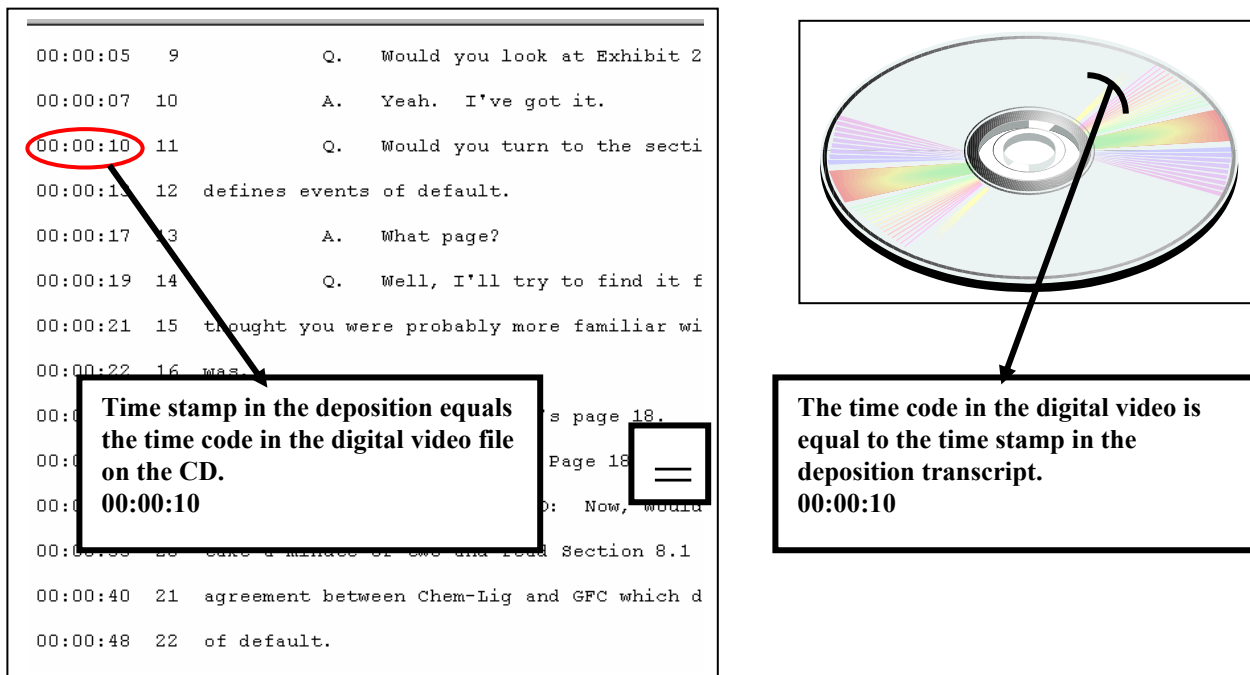 00:00:05 9 Q. Would you look at Exhibit 2
00:00:07 10 A. Yeah. I've got it.
00:00:10 11 Q. Would you turn to the secti
12 defines events of default.
00:00:17 13 A. What page?
00:00:19 14 Q. Well, I'll try to find it f
00:00:21 15 thought you were probably more familiar wi
00:00:22 16 was.
page 18.
Page 18
Now, would
Section 8.1
00:00:40 21 agreement between Chem-Lig and GFC which d
00:00:48 22 of default.
Time stamp in the deposition equals
the time code in the digital video file
on the CD.
00:00:10
=
The time code in the digital video is
equal to the time stamp in the
deposition transcript.
00:00:10